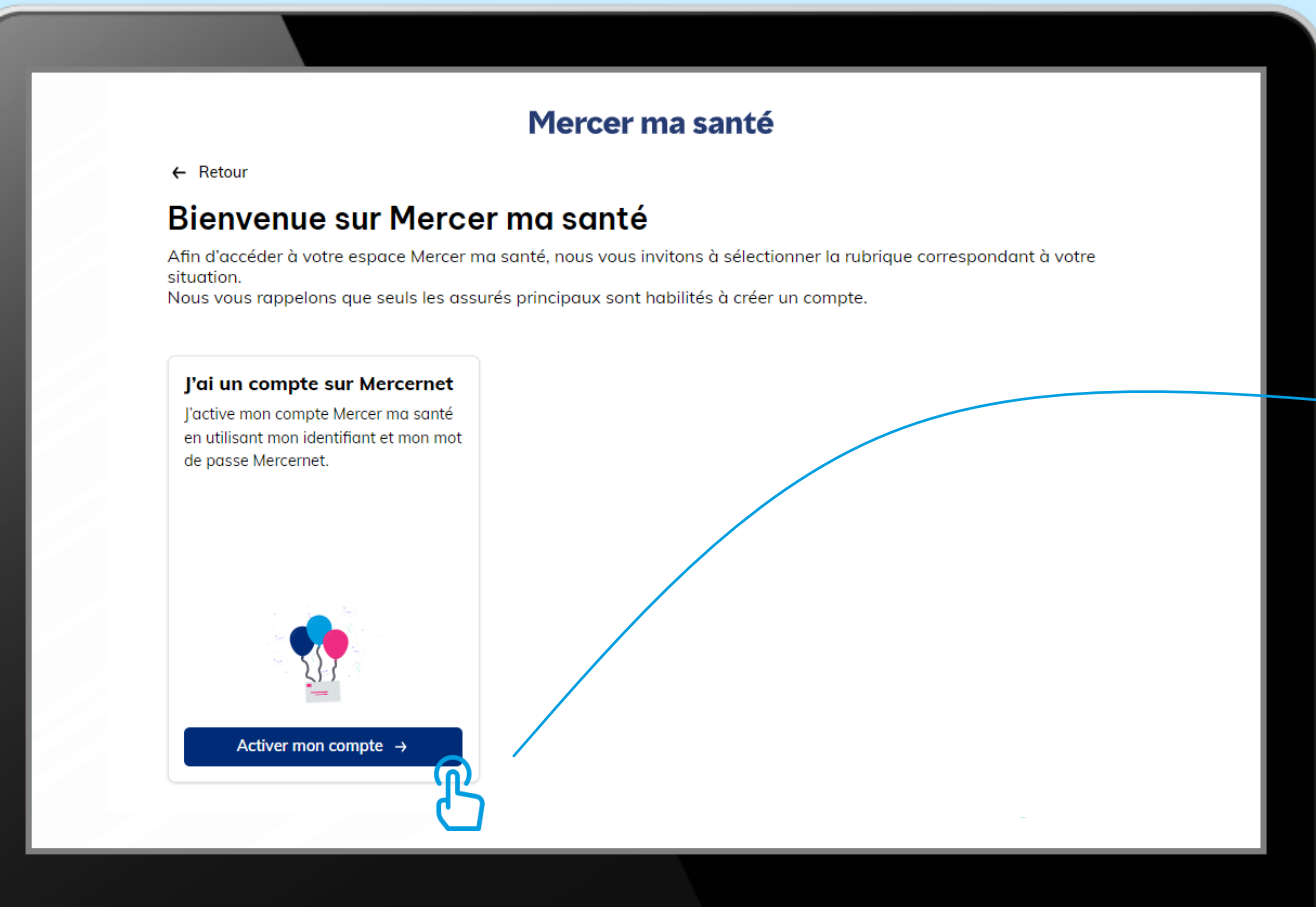 Mercer ma santé
← Retour
Bienvenue sur Mercer ma santé
Afin d'accéder à votre espace Mercer ma santé, nous vous invitons à sélectionner la rubrique correspondant à votre
situation.
Nous vous rappelons que seuls les assurés principaux sont habilités à créer un compte.
J'ai un compte sur Mercernet
J'active mon compte Mercer ma santé
en utilisant mon identifiant et mon mot
de passe Mercernet.
Activer mon compte →